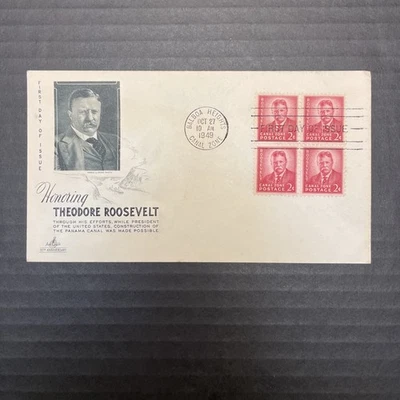 FIRST DAY OF ISSUE
Honoring
THEODORE ROOSEVELT
THROUGH HIS EFFORTS, WHILE PRESIDENT
OF THE UNITED STATES, CONSTRUCTION OF
THE PANAMA CANAL WAS MADE POSSIBLE
BALBOA HEIGHTS
OCT 27
10 AM
1949
CANAL ZONE
FIRST DAY OF ISSUE
CANAL ZONE
POSTAGE 2¢
CANAL ZONE
POSTAGE 2¢
CANAL ZONE
POSTAGE 2¢
CANAL ZONE
POSTAGE 2¢